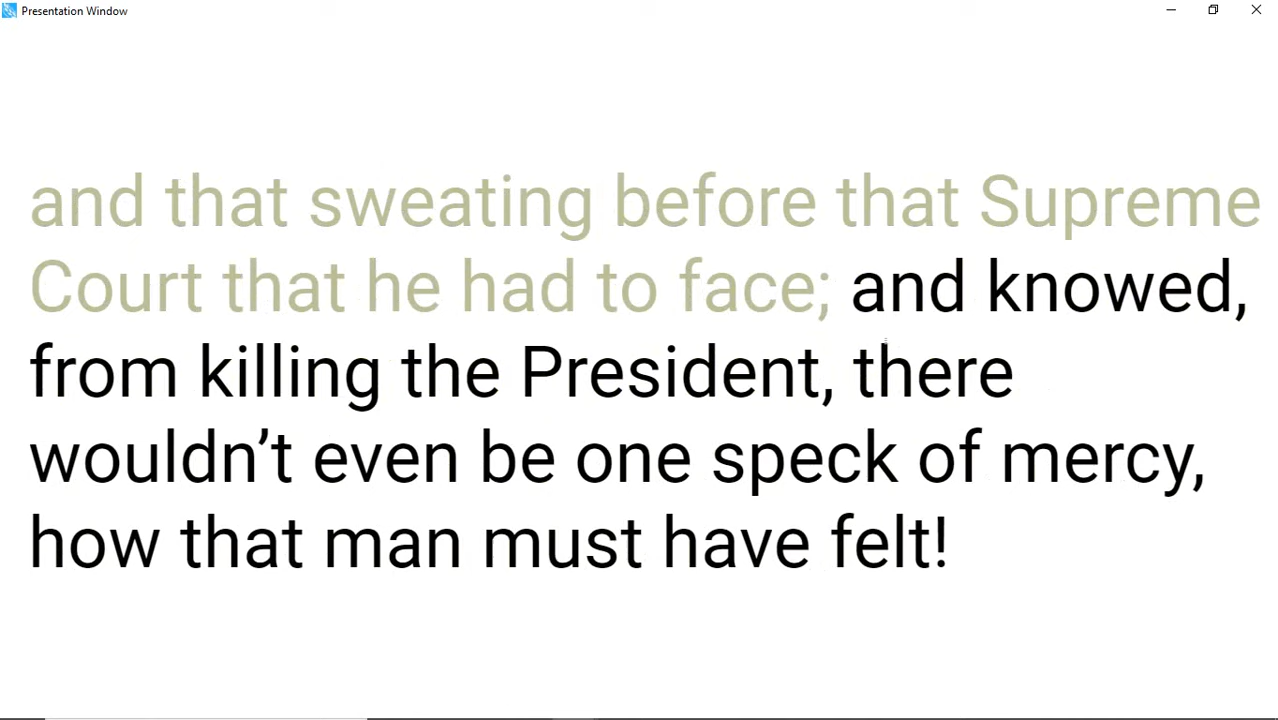 Presentation Window
and that sweating before that Supreme
Court that he had to face; and knowed,
from killing the President, there
wouldn’t even be one speck of mercy,
how that man must have felt!